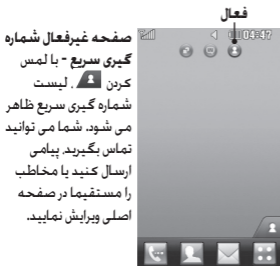 فعال
04:47
صفحه غیرفعال شماره
گیری سریع - با لمس
کردن . لیست
شماره گیری سریع ظاهر
می شود. شما می توانید
تماس بگیرید. پیامی
ارسال کنید یا مخاطب
را مستقیما در صفحه
اصلی ویرایش نمایید.